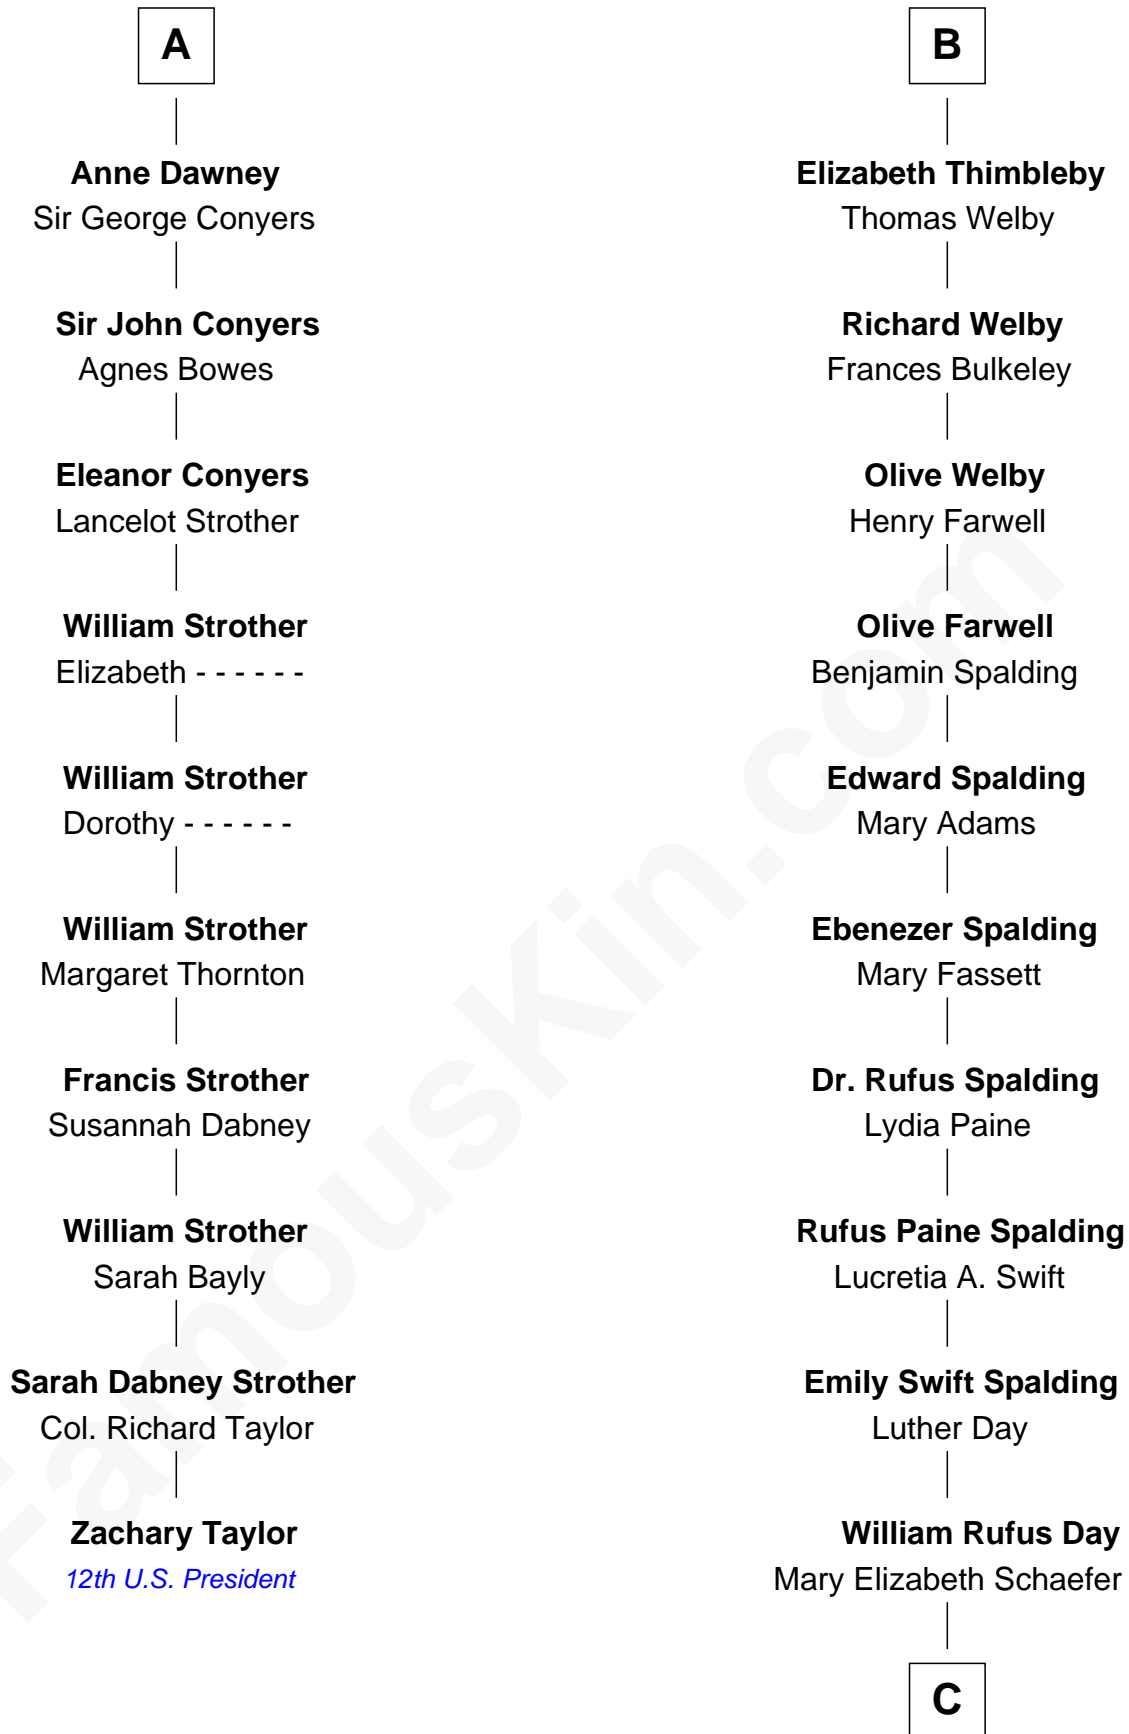 A
Anne Dawney
Sir George Conyers
Sir John Conyers
Agnes Bowes
Eleanor Conyers
Lancelot Strother
William Strother
Elizabeth - - - - - -
William Strother
Dorothy - - - - - -
William Strother
Margaret Thornton
Francis Strother
Susannah Dabney
William Strother
Sarah Bayly
Sarah Dabney Strother
Col. Richard Taylor
Zachary Taylor
12th U.S. President
B
Elizabeth Thimbleby
Thomas Welby
Richard Welby
Frances Bulkeley
Olive Welby
Henry Farwell
Olive Farwell
Benjamin Spalding
Edward Spalding
Mary Adams
Ebenezer Spalding
Mary Fassett
Dr. Rufus Spalding
Lydia Paine
Rufus Paine Spalding
Lucretia A. Swift
Emily Swift Spalding
Luther Day
William Rufus Day
Mary Elizabeth Schaefer
C
FamousKin.com